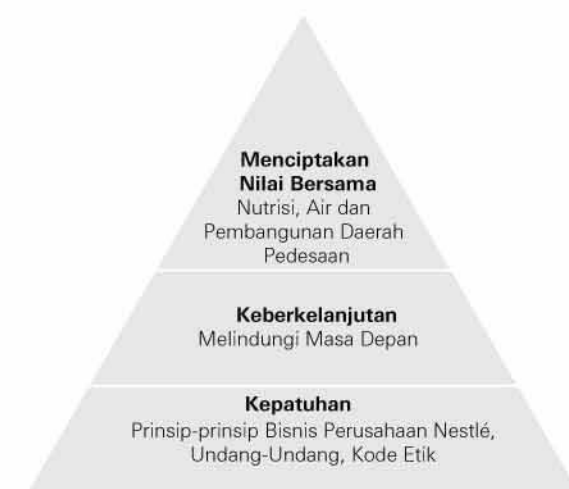 Menciptakan
Nilai Bersama
Nutrisi, Air dan
Pembangunan Daerah
Pedesaan
Keberkelanjutan
Melindungi Masa Depan
Kepatuhan
Prinsip-prinsip Bisnis Perusahaan Nestlé,
Undang-Undang, Kode Etik